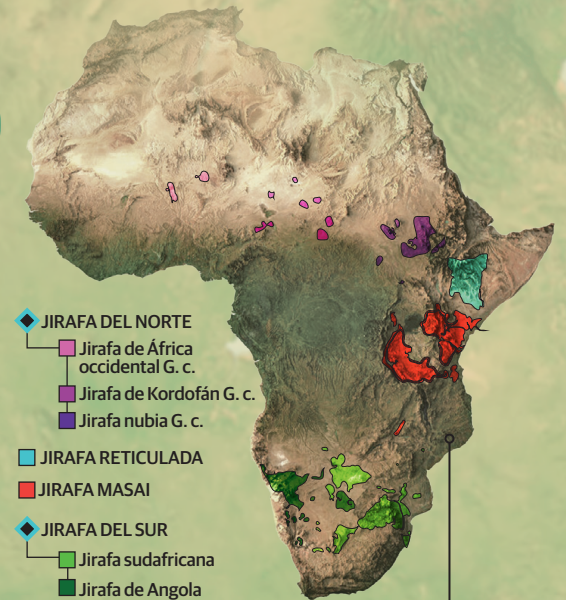 JIRAFA DEL NORTE
Jirafa de África
occidental G. c.
Jirafa de Kordofán G. c.
Jirafa nubia G. c.
JIRAFA RETICULADA
JIRAFA MASAI
JIRAFA DEL SUR
Jirafa sudafricana
Jirafa de Angola